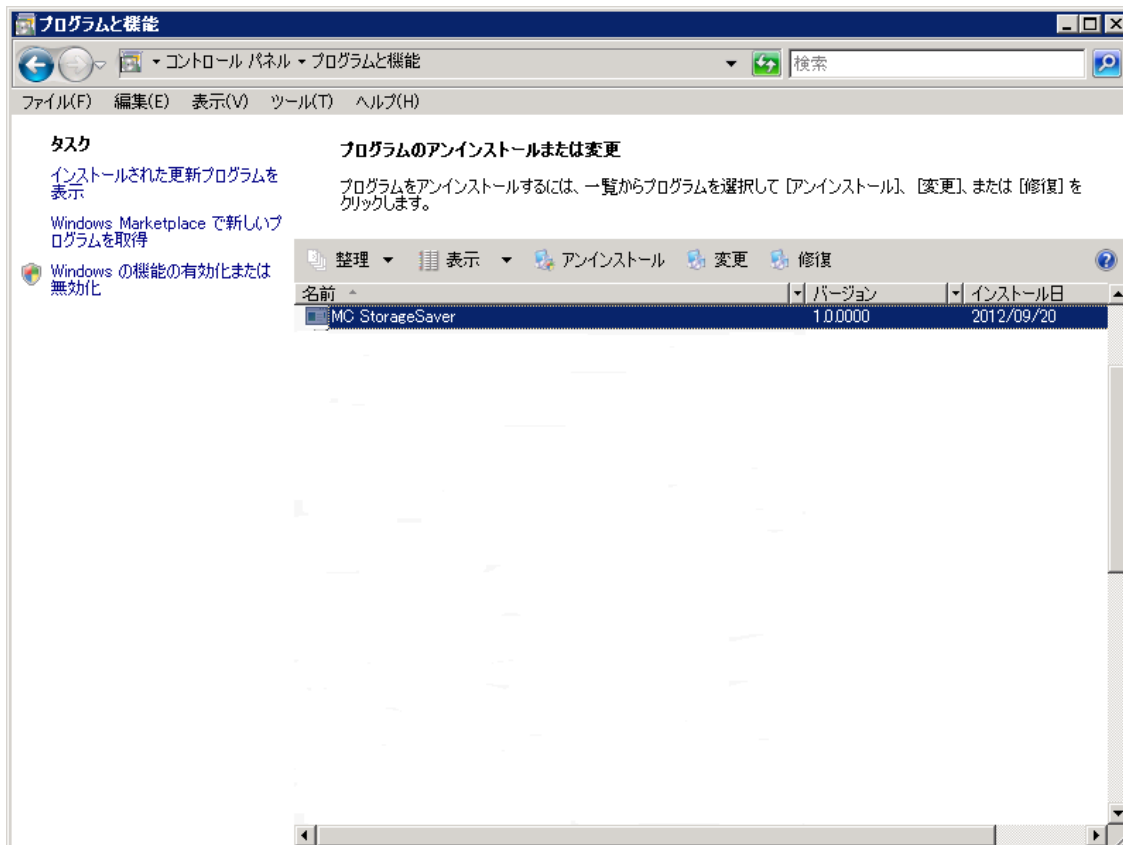 プログラムと機能
コントロール パネル プログラムと機能
検索
ファイル(F) 編集(E) 表示(V) ツール(T) ヘルプ(H)
タスク
インストールされた更新プログラムを
表示
Windows Marketplace で新しいプ
ログラムを取得
Windows の機能の有効化または
無効化
プログラムのアンインストールまたは変更
プログラムをアンインストールするには、一覧からプログラムを選択して [アンインストール]、[変更]、または [修復] を
クリックします。
整理 表示 アンインストール 変更 修復
名前 バージョン インストール日
MC StorageSaver 1.0.0000 2012/09/20